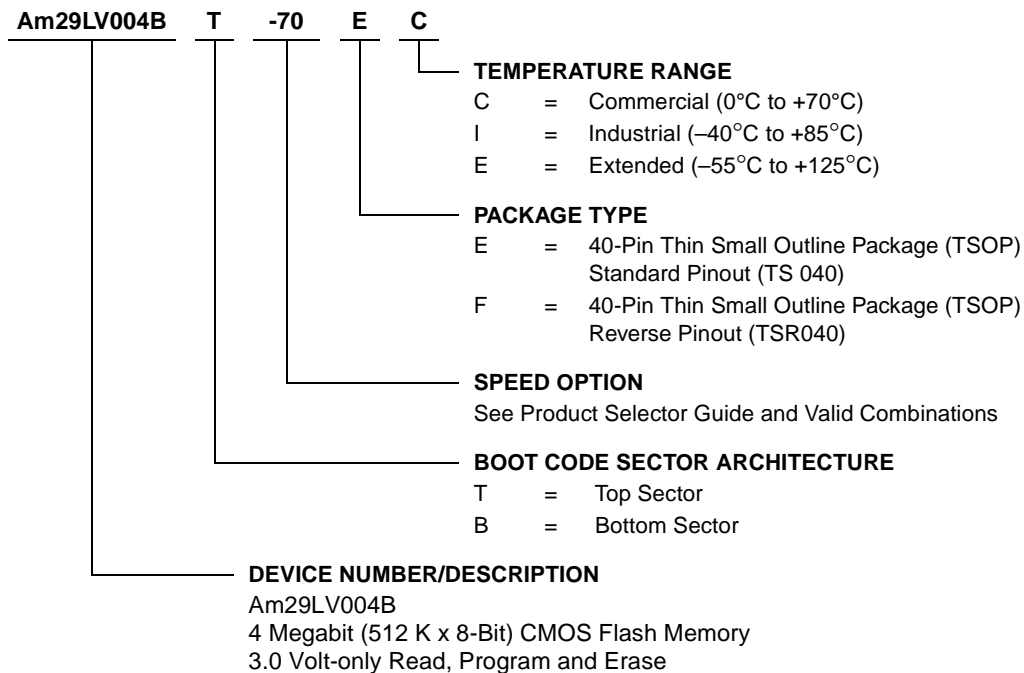 Am29LV004B T -70 E C
TEMPERATURE RANGE
C = Commercial (0°C to +70°C)
I = Industrial (–40°C to +85°C)
E = Extended (–55°C to +125°C)
PACKAGE TYPE
E = 40-Pin Thin Small Outline Package (TSOP)
Standard Pinout (TS 040)
F = 40-Pin Thin Small Outline Package (TSOP)
Reverse Pinout (TSR040)
SPEED OPTION
See Product Selector Guide and Valid Combinations
BOOT CODE SECTOR ARCHITECTURE
T = Top Sector
B = Bottom Sector
DEVICE NUMBER/DESCRIPTION
Am29LV004B
4 Megabit (512 K x 8-Bit) CMOS Flash Memory
3.0 Volt-only Read, Program and Erase